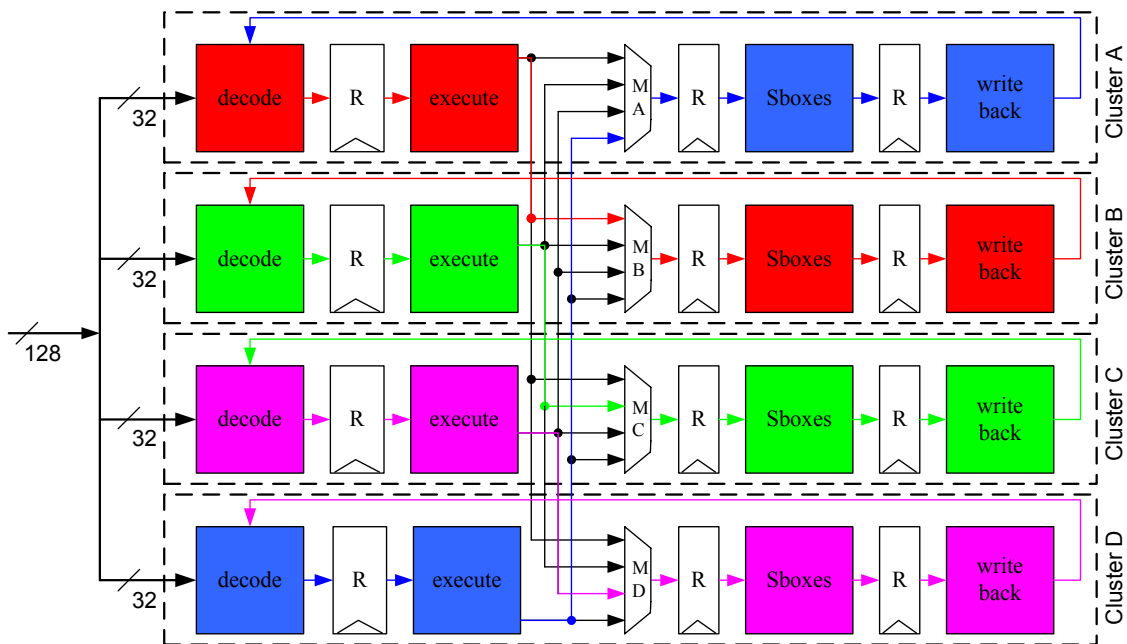 decode
R
execute
M
A
R
Sboxes
R
write
back
Cluster A
32
decode
R
execute
M
B
R
Sboxes
R
write
back
Cluster B
32
128
decode
R
execute
M
C
R
Sboxes
R
write
back
Cluster C
32
decode
R
execute
M
D
R
Sboxes
R
write
back
Cluster D
32